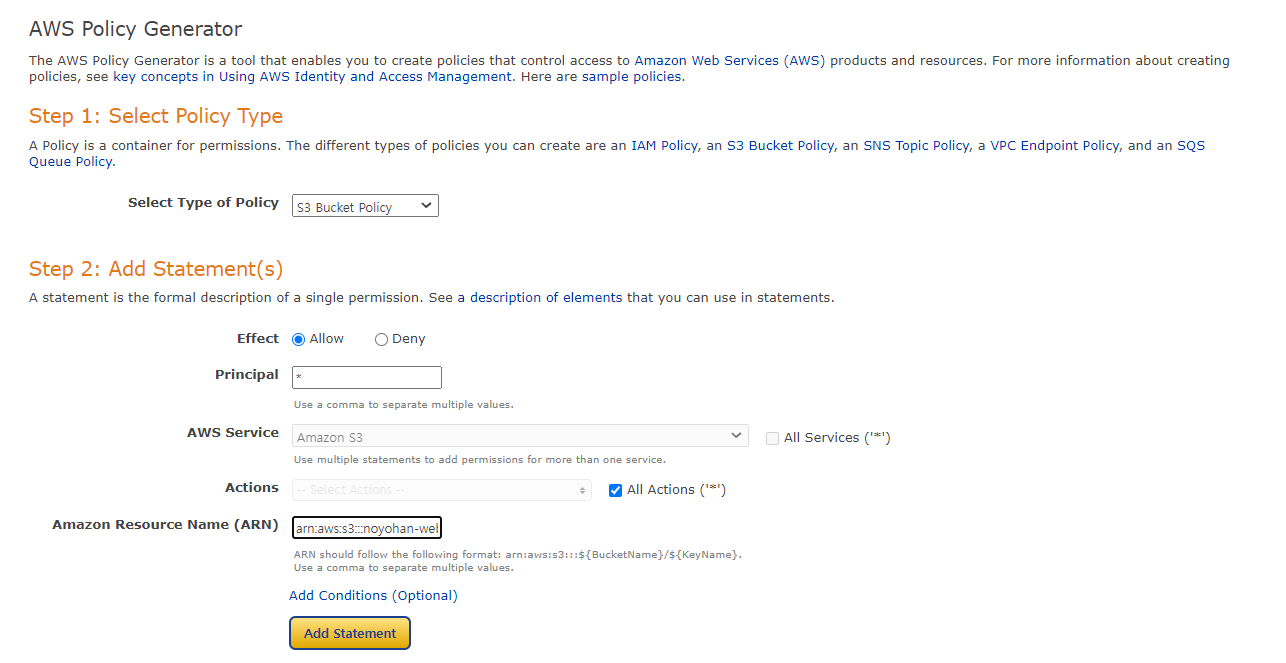 AWS Policy Generator
The AWS Policy Generator is a tool that enables you to create policies that control access to Amazon Web Services (AWS) products and resources. For more information about creating
policies, see key concepts in Using AWS Identity and Access Management. Here are sample policies.
Step 1: Select Policy Type
A Policy is a container for permissions. The different types of policies you can create are an IAM Policy, an S3 Bucket Policy, an SNS Topic Policy, a VPC Endpoint Policy, and an SQS
Queue Policy.
Select Type of Policy S3 Bucket Policy
Step 2: Add Statement(s)
A statement is the formal description of a single permission. See a description of elements that you can use in statements.
Effect Allow Deny
Principal *
Use a comma to separate multiple values.
AWS Service Amazon S3 All Services ('*')
Use multiple statements to add permissions for more than one service.
Actions -- Select Actions -- All Actions ('*')
Amazon Resource Name (ARN) arn:aws:s3:::noyohan-wel
ARN should follow the following format: arn:aws:s3:::${BucketName}/${KeyName}.
Use a comma to separate multiple values.
Add Conditions (Optional)
Add Statement